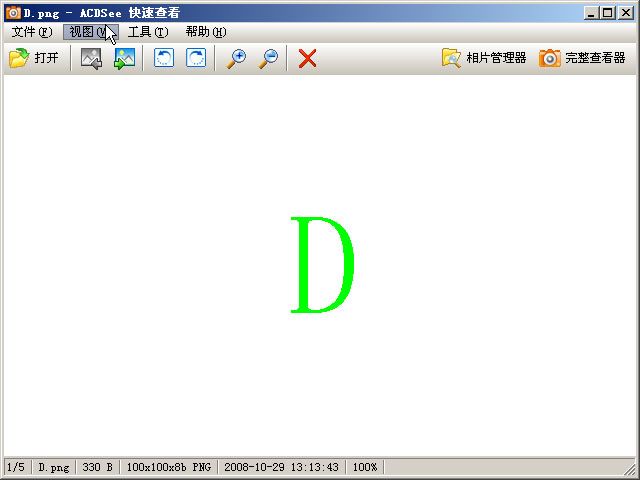 D.png - ACDSee 快速查看
文件(F) 视图(V) 工具(T) 帮助(H)
打开 相片管理器 完整查看器
D
1/5 D.png 330 B 100x100x8b PNG 2008-10-29 13:13:43 100%